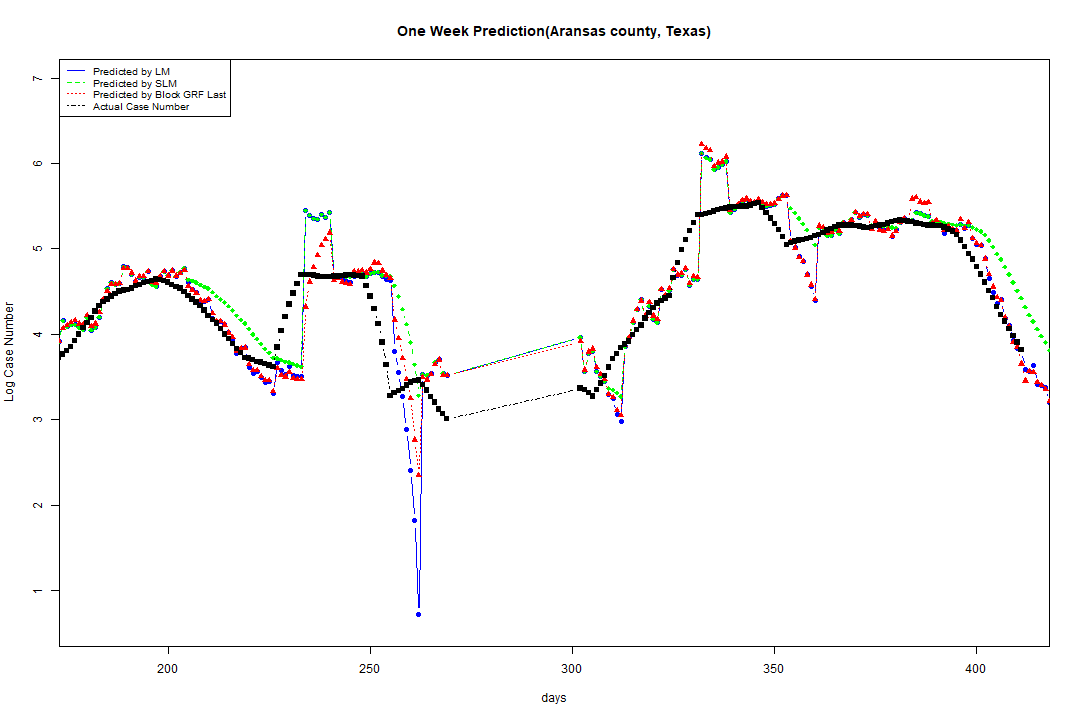 One Week Prediction(Aransas county, Texas)
Predicted by LM
Predicted by SLM
Predicted by Block GRF Last
Actual Case Number
7
6
5
4
3
2
1
Log Case Number
200 250 300 350 400
days